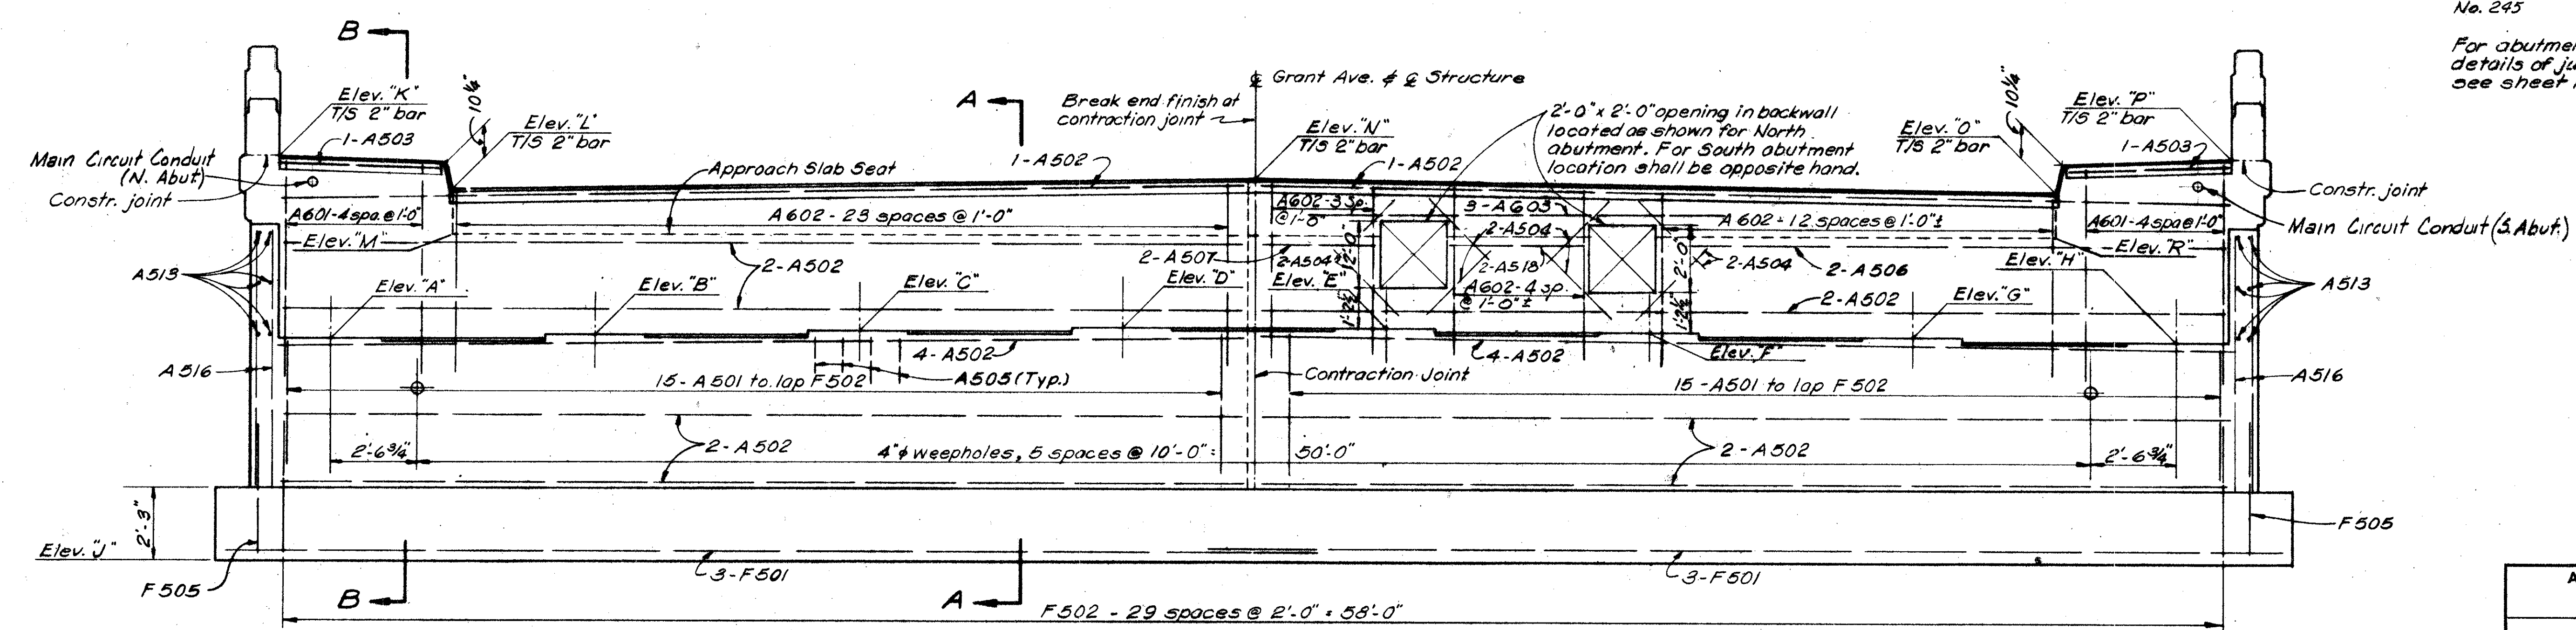 No. 245
For abutme
details of ju
see sheet
B
A
℄ Grant Ave. & ℄ Structure
Break end finish at
contraction joint
Elev. "K"
T/S 2" bar
10¼"
Elev. "L"
T/S 2" bar
1-A503
Main Circuit Conduit
(N. Abut)
Constr. joint
Approach Slab Seat
1-A502
Elev. "N"
T/S 2" bar
1-A502
2'-0" x 2'-0" opening in backwall
located as shown for North
abutment. For South abutment
location shall be opposite hand.
Elev. "O"
T/S 2" bar
10¼"
Elev. "P"
T/S 2" bar
1-A503
Constr. joint
Main Circuit Conduit (S. Abut.)
A601-4 spa. @ 1'-0"
A602 - 23 spaces @ 1'-0"
A602-3 sp.
@ 1'-0"
3-A603
A602 - 12 spaces @ 1'-0"±
A601-4 spa @ 1'-0"
Elev. "M"
2-A502
2-A507
2-A504
Elev. "E"
2'-0"
1'-2½"
2-A504
2-A518
A602-4 sp.
@ 1'-0"±
2'-0"
1'-2½"
2-A504
2-A506
Elev. "R"
Elev. "H"
A513
Elev. "A"
Elev. "B"
Elev. "C"
Elev. "D"
2-A502
Elev. "G"
A513
4-A502
4-A502
Elev. "F"
A516
15-A501 to lap F502
A505 (Typ.)
Contraction Joint
15-A501 to lap F502
A516
2'-6¾"
2-A502
4"φ weepholes, 5 spaces @ 10'-0" =
50'-0"
2-A502
2'-6¾"
2'-3"
Elev. "J"
F505
3-F501
3-F501
F505
B
A
F502 - 29 spaces @ 2'-0" = 58'-0"
A